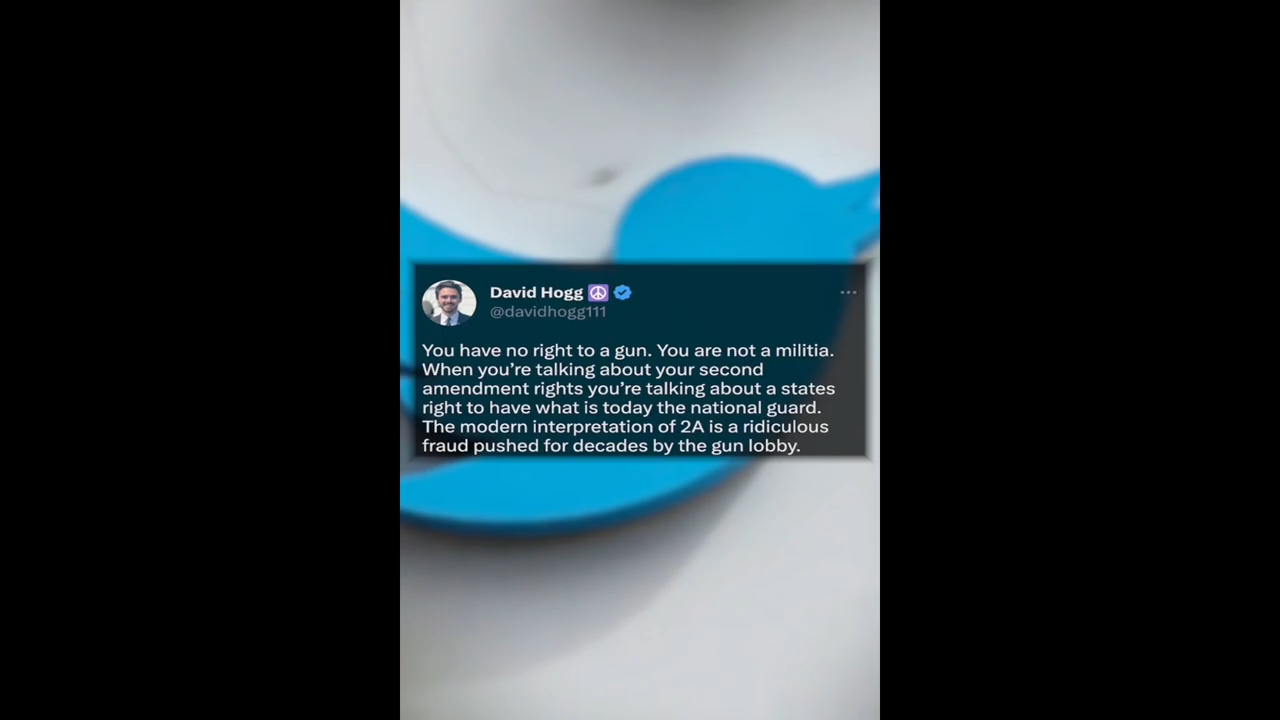 David Hogg ☮ 
@davidhogg111
You have no right to a gun. You are not a militia.
When you’re talking about your second
amendment rights you’re talking about a states
right to have what is today the national guard.
The modern interpretation of 2A is a ridiculous
fraud pushed for decades by the gun lobby.